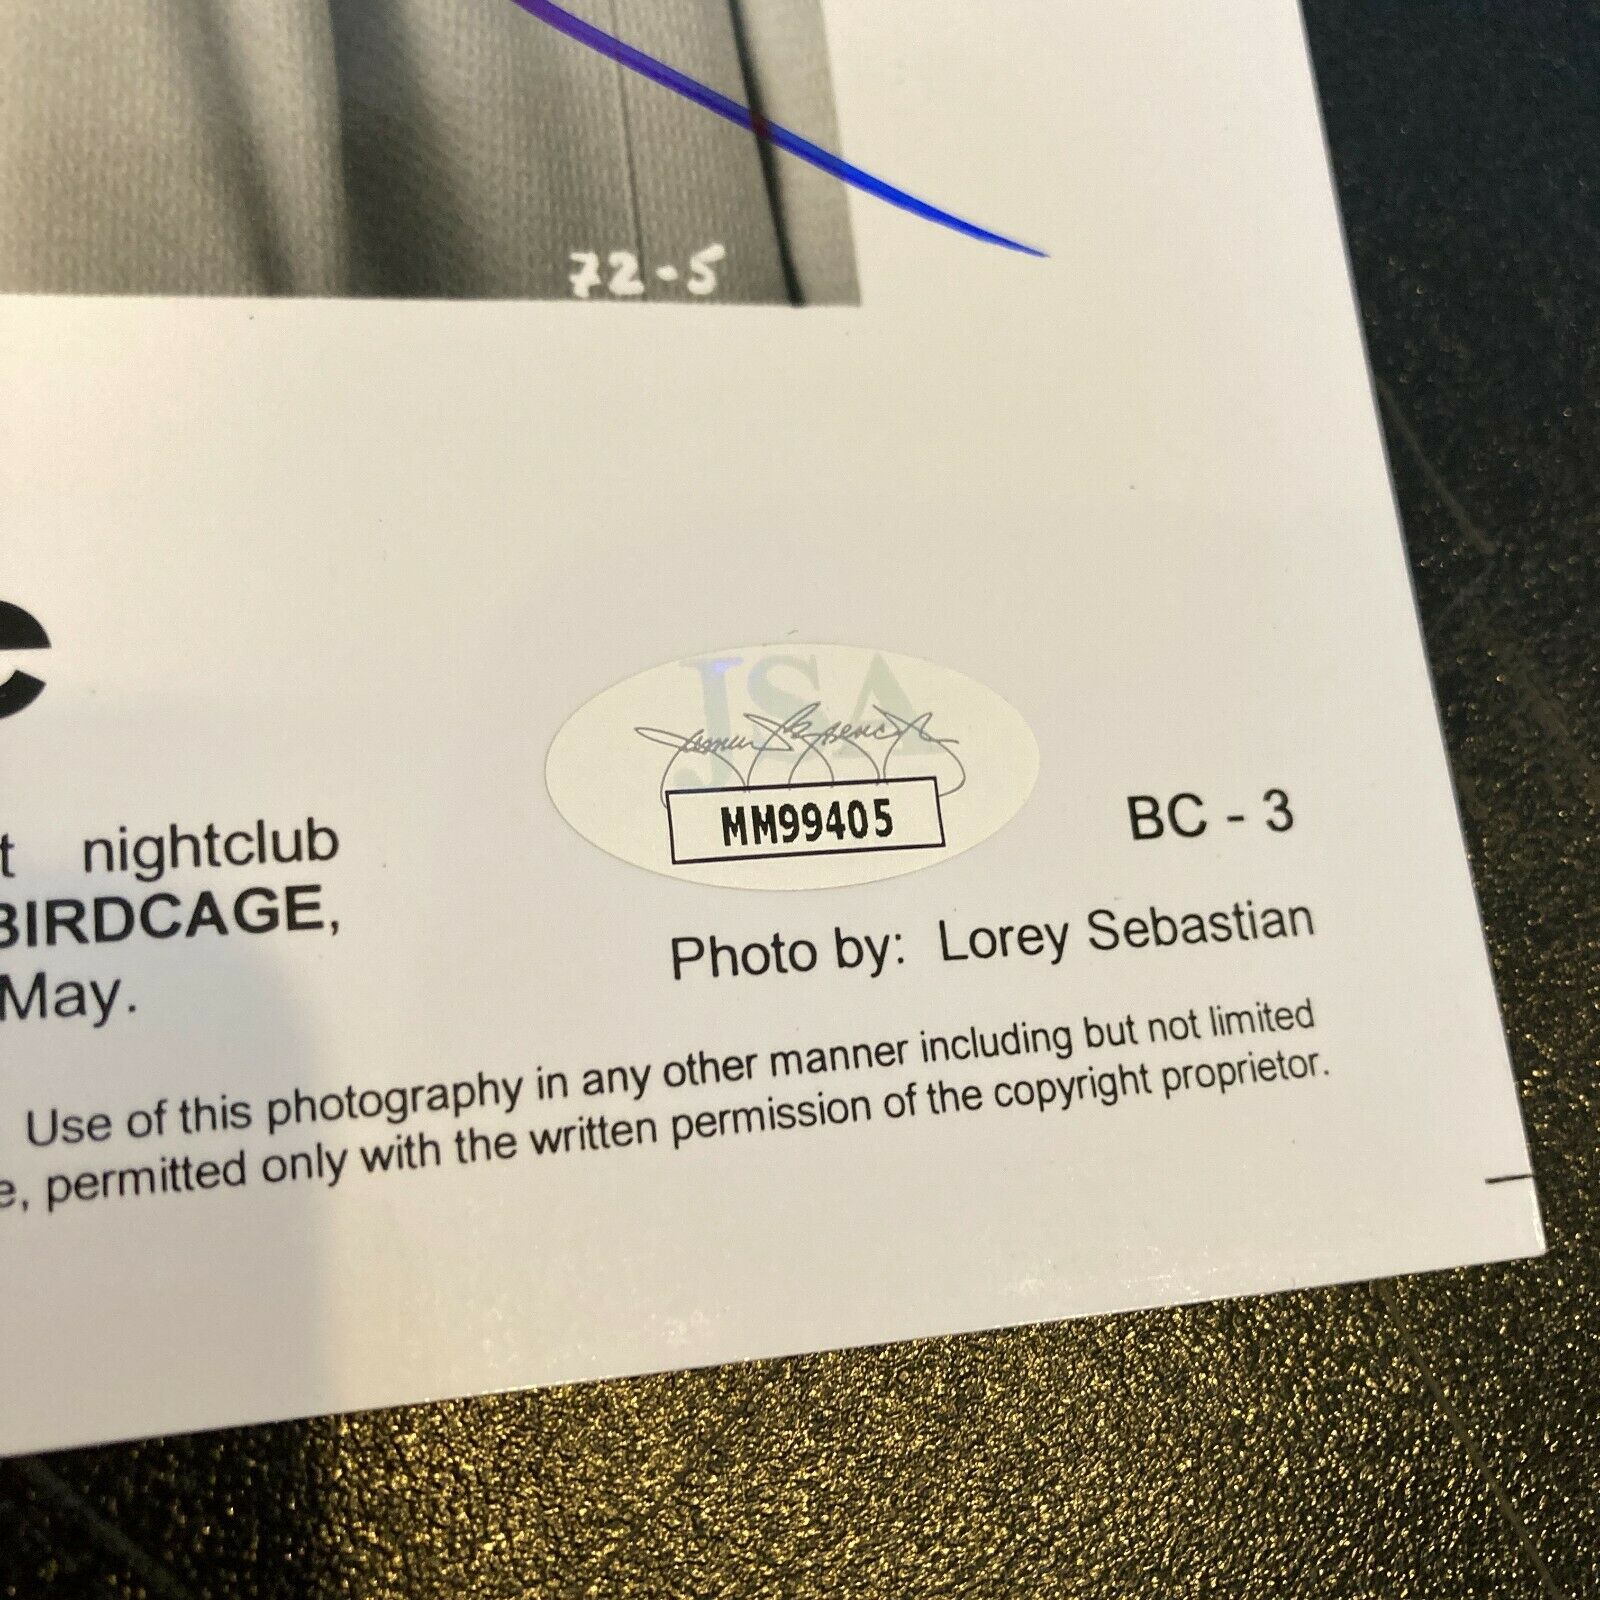 72-5
JSA
MM99405
BC - 3
t nightclub
BIRDCAGE,
May.
Photo by: Lorey Sebastian
Use of this photography in any other manner including but not limited
e, permitted only with the written permission of the copyright proprietor.